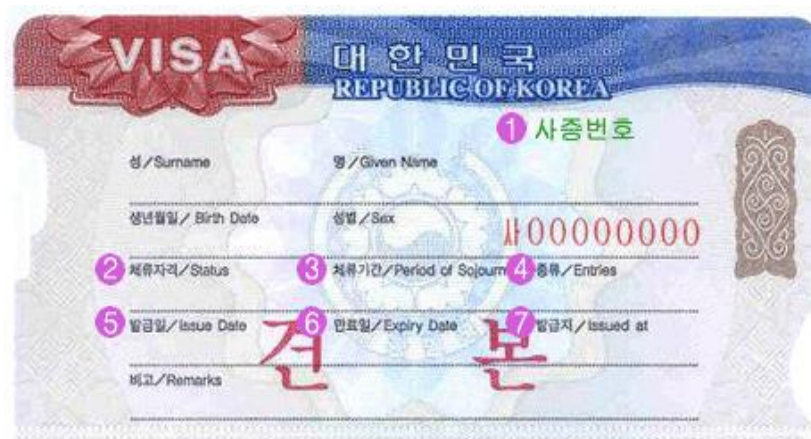 VISA 대한민국
REPUBLIC OF KOREA
1 사증번호
성/Surname 명/Given Name
생년월일/Birth Date 성별/Sex
사00000000
2 체류자격/Status 3 체류기간/Period of Sojourn 4 종류/Entries
5 발급일/Issue Date 6 만료일/Expiry Date 7 발급지/Issued at
견 본
비고/Remarks